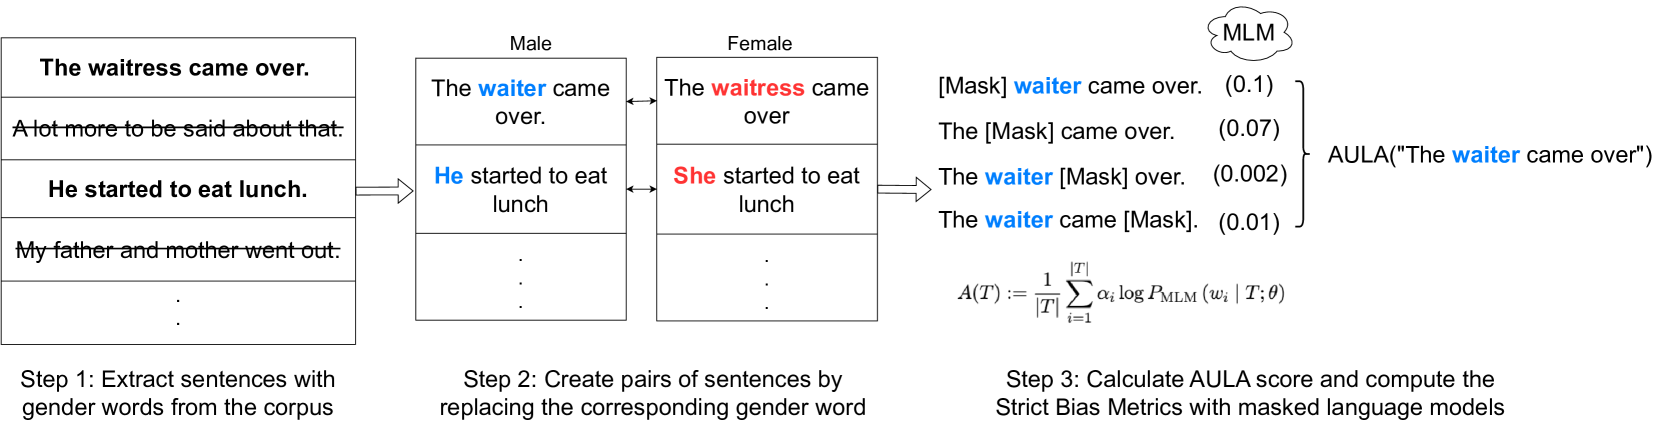 The waitress came over.
A lot more to be said about that.
He started to eat lunch.
My father and mother went out.
.
.
Step 1: Extract sentences with
gender words from the corpus
Male
The waiter came
over.
He started to eat
lunch
.
.
.
Female
The waitress came
over
She started to eat
lunch
.
.
.
Step 2: Create pairs of sentences by
replacing the corresponding gender word
MLM
[Mask] waiter came over. (0.1)
The [Mask] came over. (0.07)
The waiter [Mask] over. (0.002)
The waiter came [Mask]. (0.01)
AULA("The waiter came over")
A(T) := \frac{1}{|T|} \sum_{i=1}^{|T|} α_i log P_{MLM} (w_i | T; θ)
Step 3: Calculate AULA score and compute the
Strict Bias Metrics with masked language models